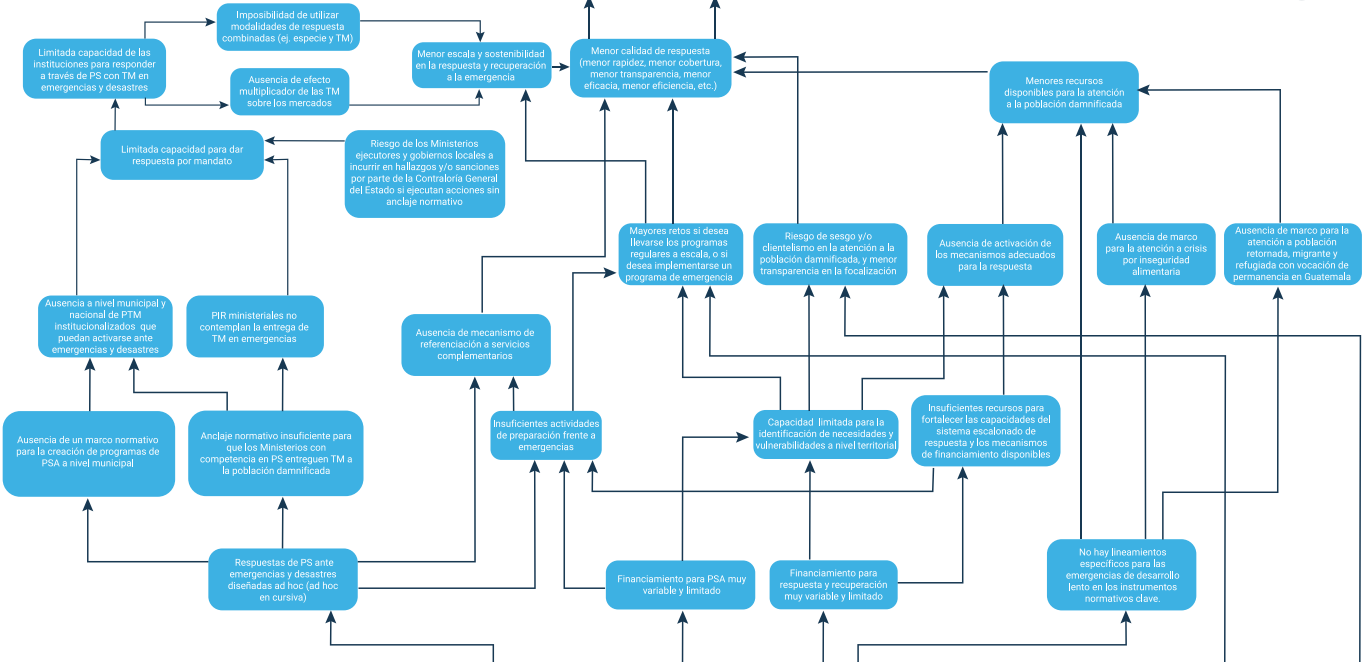 Imposibilidad de utilizar
modalidades de respuesta
combinadas (ej. especie y TM)
Limitada capacidad de las
instituciones para responder
a través de PS con TM en
emergencias y desastres
Menor escala y sostenibilidad
en la respuesta y recuperación
a la emergencia
Menor calidad de respuesta
(menor rapidez, menor cobertura,
menor transparencia, menor
eficacia, menor eficiencia, etc.)
Ausencia de efecto
multiplicador de las TM
sobre los mercados
Menores recursos
disponibles para la atención
a la población damnificada
Limitada capacidad para dar
respuesta por mandato
Riesgo de los Ministerios
ejecutores y gobiernos locales a
incurrir en hallazgos y/o sanciones
por parte de la Contraloría General
del Estado si ejecutan acciones sin
anclaje normativo
Mayores retos si desea
llevarse los programas
regulares a escala, o si
desea implementarse un
programa de emergencia
Riesgo de sesgo y/o
clientelismo en la atención a la
población damnificada, y menor
transparencia en la focalización
Ausencia de activación de
los mecanismos adecuados
para la respuesta
Ausencia de marco
para la atención a crisis
por inseguridad
alimentaria
Ausencia de marco para la
atención a población
retornada, migrante y
refugiada con vocación de
permanencia en Guatemala
Ausencia a nivel municipal y
nacional de PTM
institucionalizados que
puedan activarse ante
emergencias y desastres
PIR ministeriales no
contemplan la entrega de
TM en emergencias
Ausencia de mecanismo de
referenciación a servicios
complementarios
Ausencia de un marco normativo
para la creación de programas de
PSA a nivel municipal
Anclaje normativo insuficiente para
que los Ministerios con
competencia en PS entreguen TM a
la población damnificada
Insuficientes actividades
de preparación frente a
emergencias
Capacidad limitada para la
identificación de necesidades y
vulnerabilidades a nivel territorial
Insuficientes recursos para
fortalecer las capacidades del
sistema escalonado de
respuesta y los mecanismos
de financiamiento disponibles
Respuestas de PS ante
emergencias y desastres
diseñadas ad hoc (ad hoc
en cursiva)
Financiamiento para PSA muy
variable y limitado
Financiamiento para
respuesta y recuperación
muy variable y limitado
No hay lineamientos
específicos para las
emergencias de desarrollo
lento en los instrumentos
normativos clave.